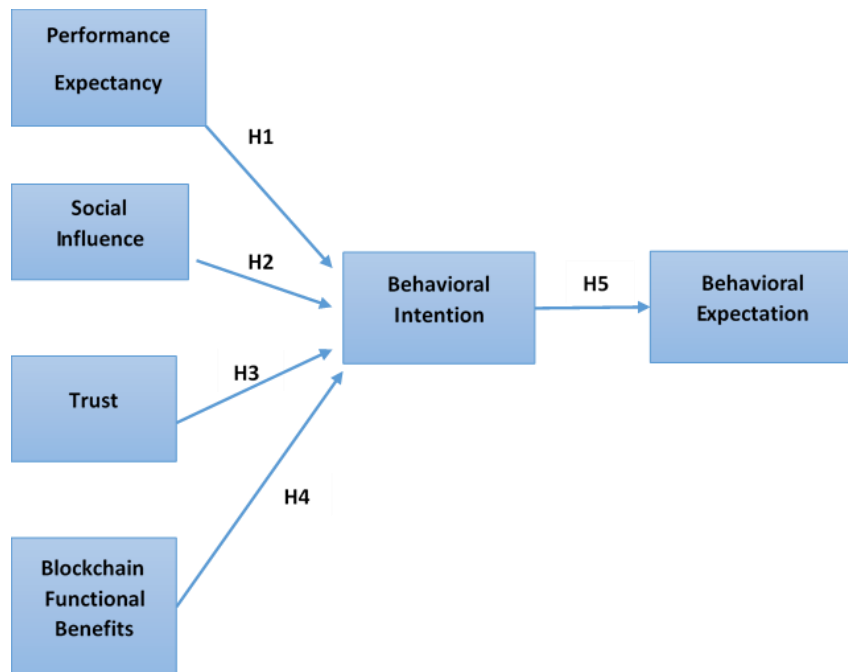 Performance
Expectancy
H1
Social
Influence
H2
Behavioral
Intention
H5
Behavioral
Expectation
Trust
H3
H4
Blockchain
Functional
Benefits